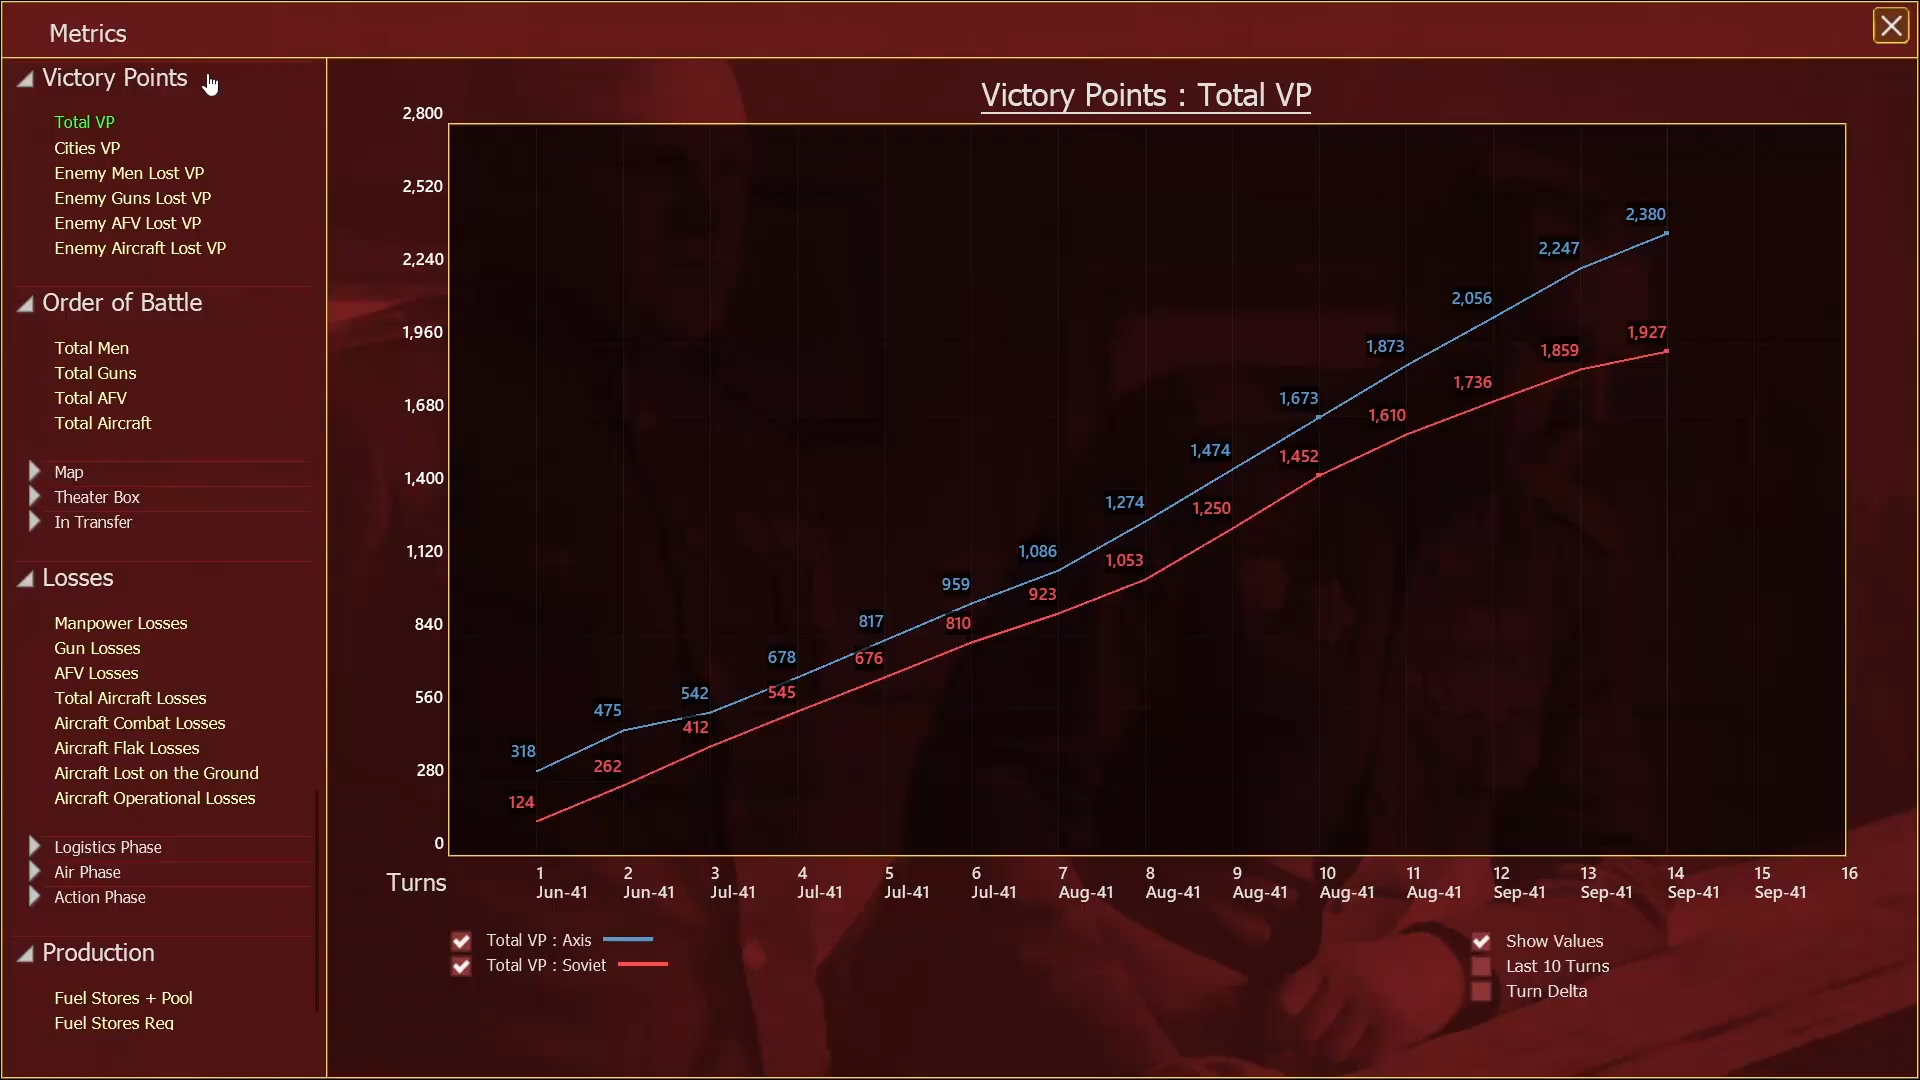 Metrics
Victory Points
Total VP
Cities VP
Enemy Men Lost VP
Enemy Guns Lost VP
Enemy AFV Lost VP
Enemy Aircraft Lost VP
Order of Battle
Total Men
Total Guns
Total AFV
Total Aircraft
Map
Theater Box
In Transfer
Losses
Manpower Losses
Gun Losses
AFV Losses
Total Aircraft Losses
Aircraft Combat Losses
Aircraft Flak Losses
Aircraft Lost on the Ground
Aircraft Operational Losses
Logistics Phase
Air Phase
Action Phase
Production
Fuel Stores + Pool
Fuel Stores Req
Victory Points : Total VP
2,800
2,520
2,240
1,960
1,680
1,400
1,120
840
560
280
0
318
475
542
678
817
959
1,086
1,274
1,474
1,673
1,873
2,056
2,247
2,380
124
262
412
545
676
810
923
1,053
1,250
1,452
1,610
1,736
1,859
1,927
Turns
1 2 3 4 5 6 7 8 9 10 11 12 13 14 15 16
Jun-41 Jun-41 Jul-41 Jul-41 Jul-41 Jul-41 Aug-41 Aug-41 Aug-41 Aug-41 Aug-41 Sep-41 Sep-41 Sep-41 Sep-41
Total VP : Axis
Total VP : Soviet
Show Values
Last 10 Turns
Turn Delta